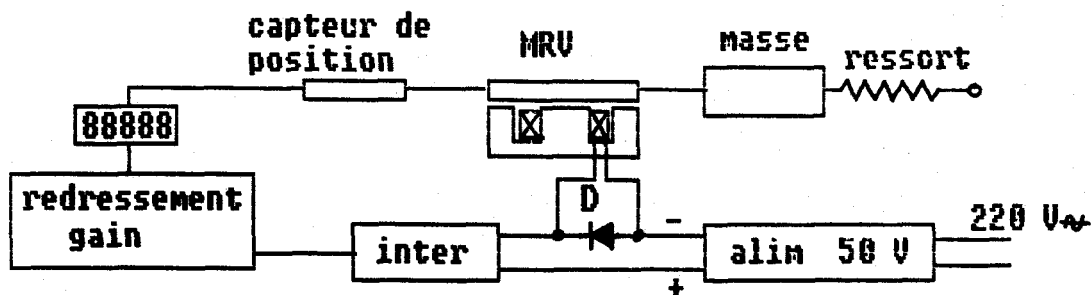 capteur de
position
MRV
masse
ressort
88888
redressement
gain
D
-
+
inter
alim 50 V
220 V~